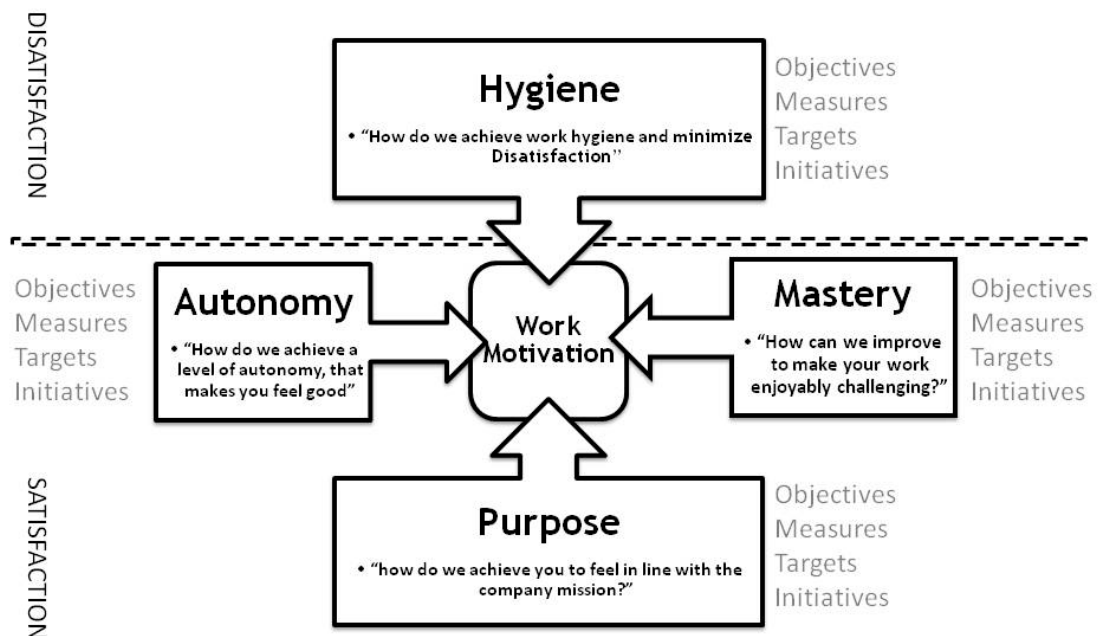 DISATISFACTION
Hygiene
• “How do we achieve work hygiene and minimize
Disatisfaction”
Objectives
Measures
Targets
Initiatives
Objectives
Measures
Targets
Initiatives
Autonomy
• “How do we achieve a
level of autonomy, that
makes you feel good”
Work
Motivation
Mastery
• “How can we improve
to make your work
enjoyably challenging?”
Objectives
Measures
Targets
Initiatives
SATISFACTION
Purpose
• “how do we achieve you to feel in line with the
company mission?”
Objectives
Measures
Targets
Initiatives